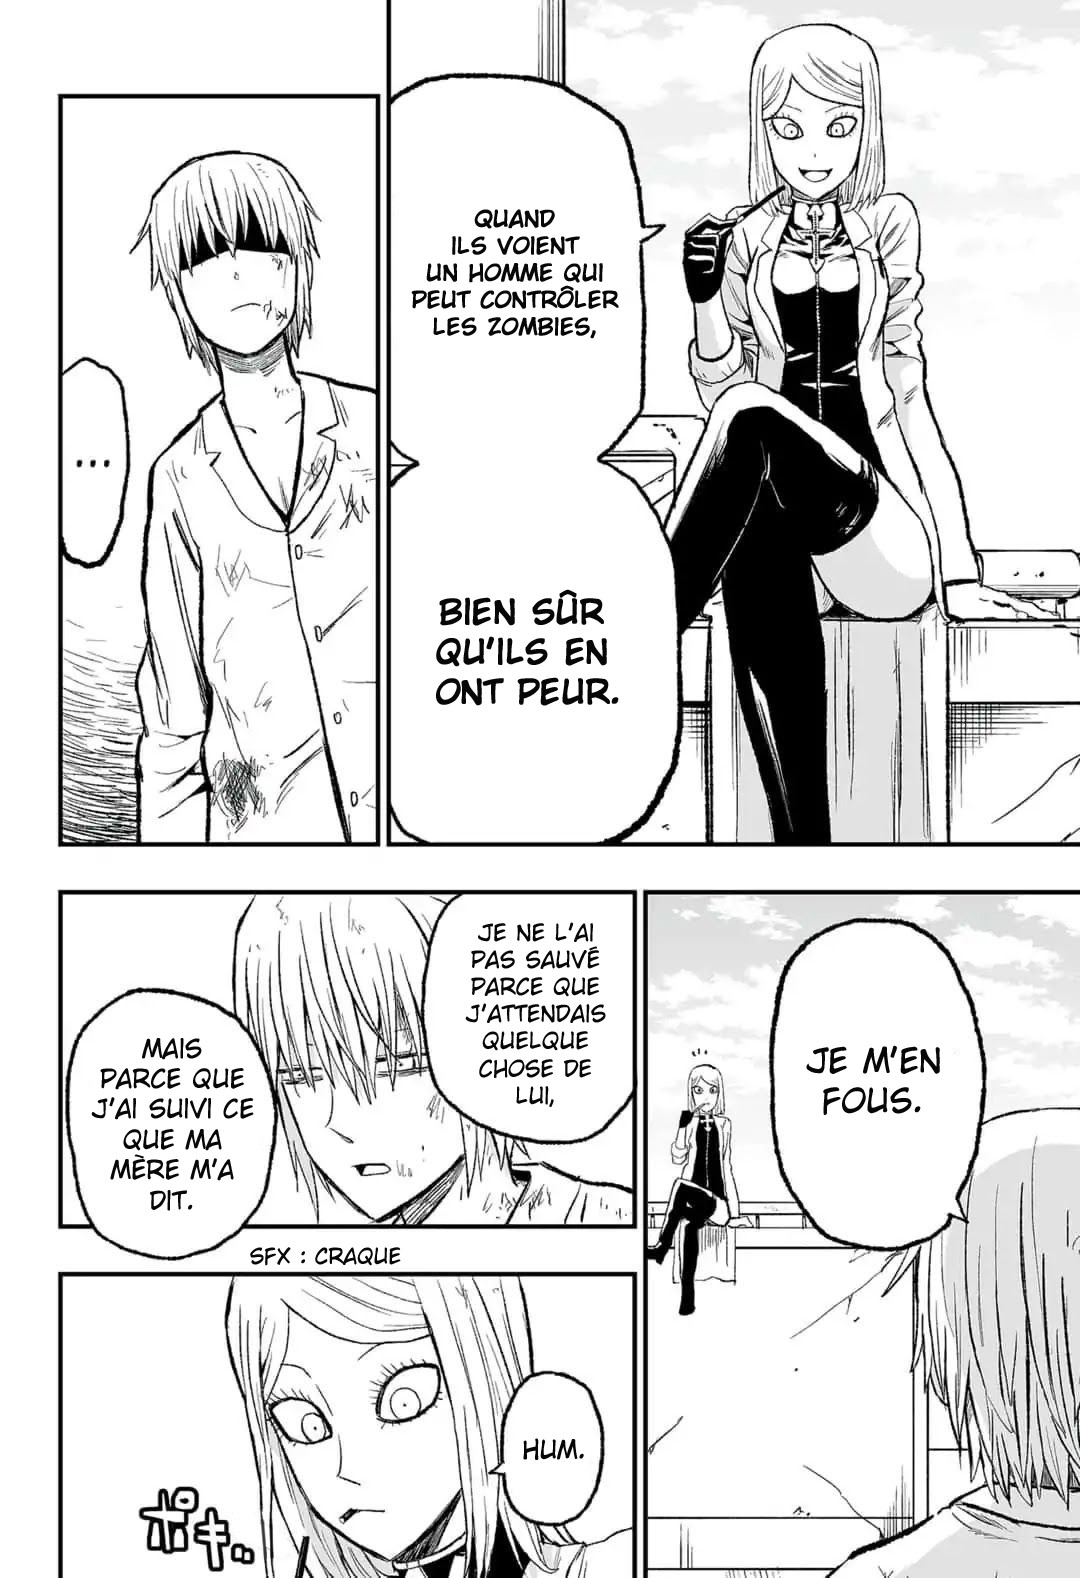 QUAND
ILS VOIENT
UN HOMME QUI
PEUT CONTRÔLER
LES ZOMBIES,
BIEN SÛR
QU'ILS EN
ONT PEUR.
...
JE M'EN
FOUS.
JE NE L'AI
PAS SAUVÉ
PARCE QUE
J'ATTENDAIS
QUELQUE
CHOSE DE
LUI,
MAIS
PARCE QUE
J'AI SUIVI CE
QUE MA
MÈRE M'A
DIT.
SFX : CRAQUE
HUM.
ポキ…